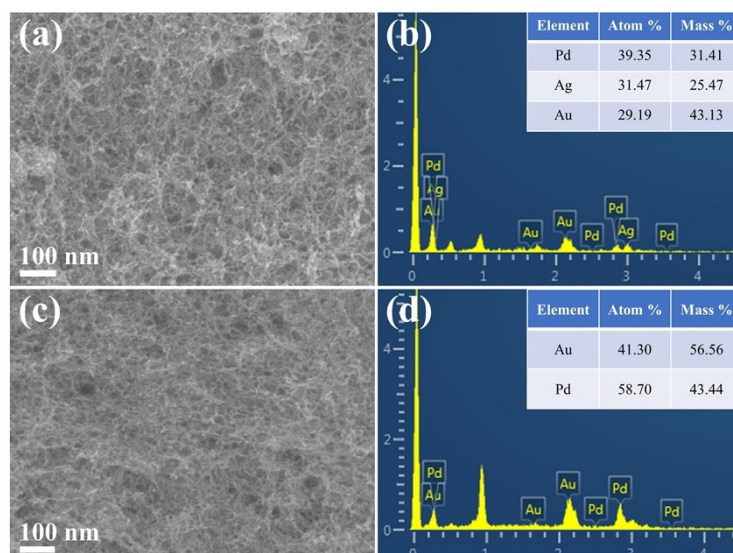 (a)
100 nm
(b)
Element Atom % Mass %
Pd 39.35 31.41
Ag 31.47 25.47
Au 29.19 43.13
4
2
0
Pd
Ag
Au
Au
Au
Pd
Pd
Ag
Pd
0 1 2 3 4
(c)
100 nm
(d)
Element Atom % Mass %
Au 41.30 56.56
Pd 58.70 43.44
4
2
0
Pd
Au
Au
Au
Pd
Pd
Pd
0 1 2 3 4